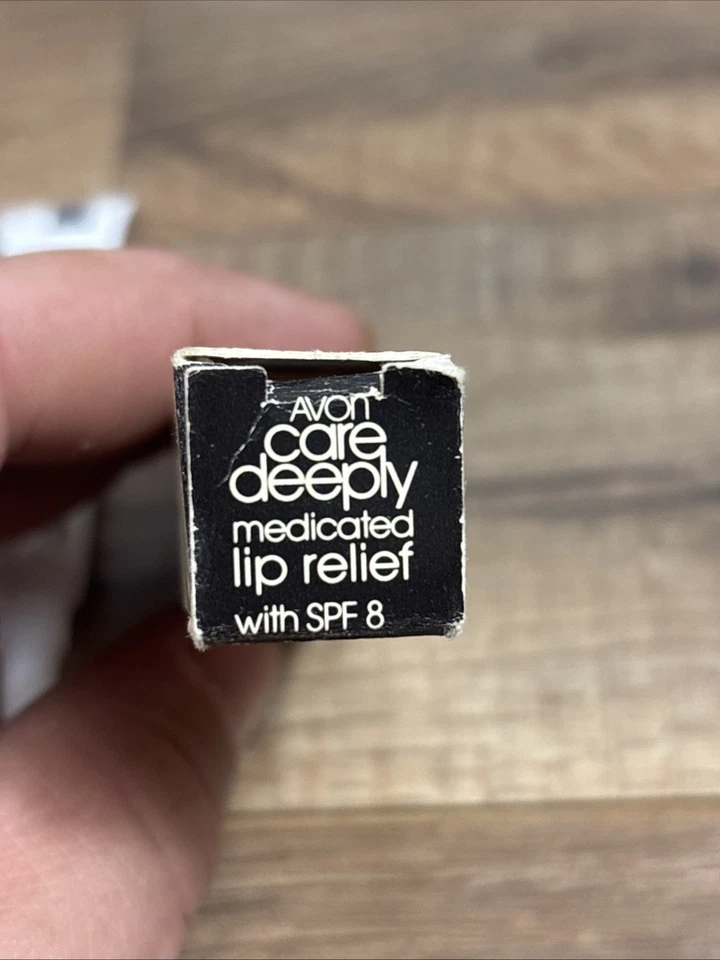 AVON
care
deeply
medicated
lip relief
with SPF 8